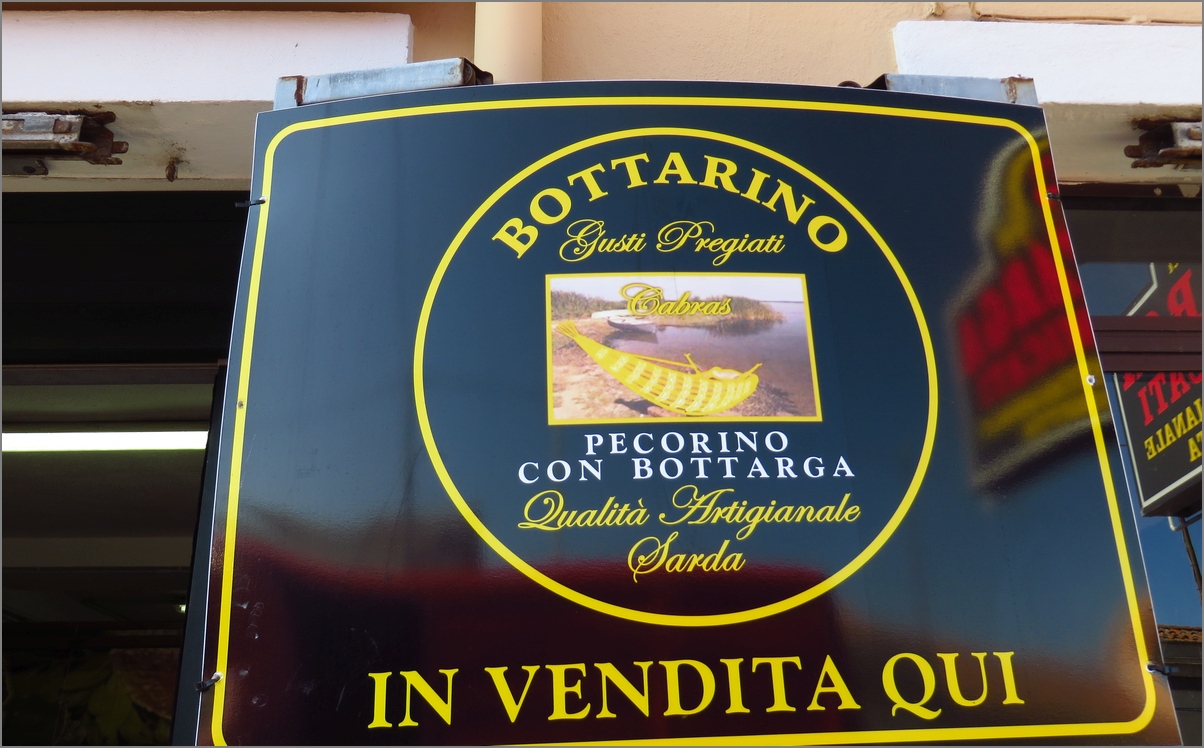 BOTTARINO
Gusti Pregiati
Cabras
PECORINO
CON BOTTARGA
Qualità Artigianale
Sarda
IN VENDITA QUI